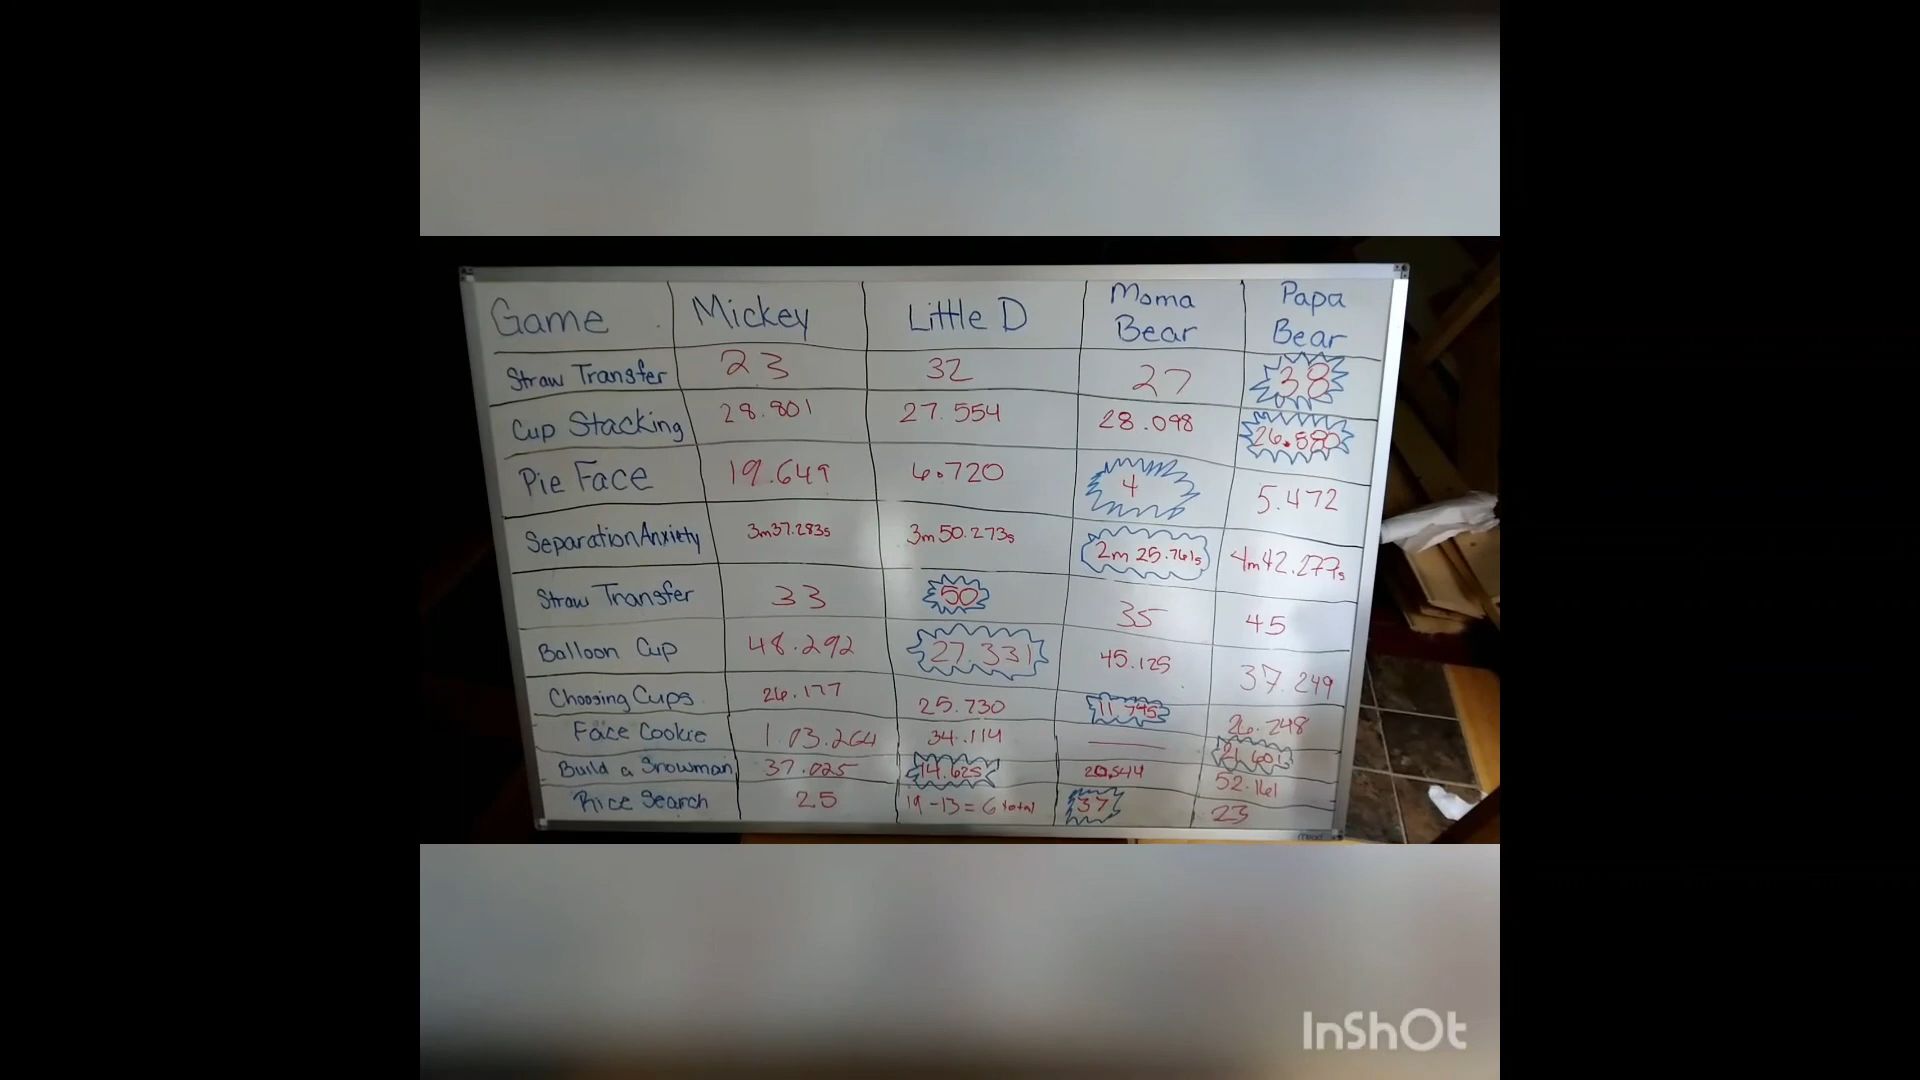 Game Mickey Little D Moma Bear Papa Bear
Straw Transfer 23 32 27 38
Cup Stacking 28.801 27.554 28.098 26.580
Pie Face 19.649 6.720 4 5.472
Separation Anxiety 3m37.283s 3m50.273s 2m25.761s 4m42.277s
Straw Transfer 33 50 35 45
Balloon Cup 48.292 27.331 45.125 37.249
Choosing Cups 26.177 25.730 11.795 26.748
Face Cookie 1.03.264 34.114
Build a Snowman 37.025 14.625 20.544 52.161
Rice Search 25 19-13=6 total 37 23
InShOt